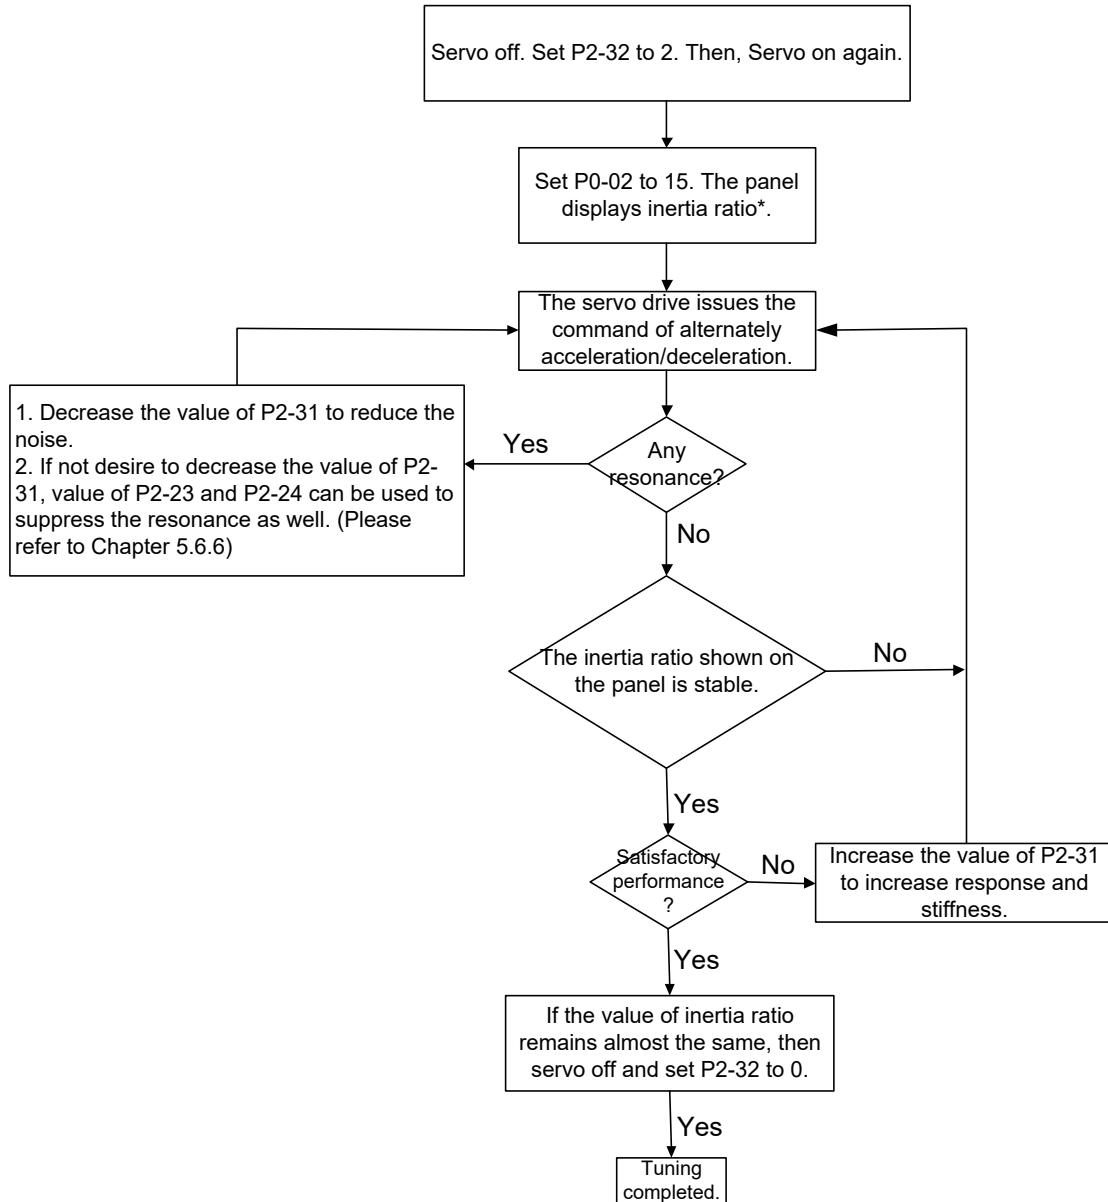 Servo off. Set P2-32 to 2. Then, Servo on again.
Set P0-02 to 15. The panel
displays inertia ratio*.
The servo drive issues the
command of alternately
acceleration/deceleration.
1. Decrease the value of P2-31 to reduce the
noise.
2. If not desire to decrease the value of P2-
31, value of P2-23 and P2-24 can be used to
suppress the resonance as well. (Please
refer to Chapter 5.6.6)
Yes
Any
resonance?
No
The inertia ratio shown on
the panel is stable.
No
Yes
Satisfactory
performance
?
No
Increase the value of P2-31
to increase response and
stiffness.
Yes
If the value of inertia ratio
remains almost the same, then
servo off and set P2-32 to 0.
Yes
Tuning
completed.